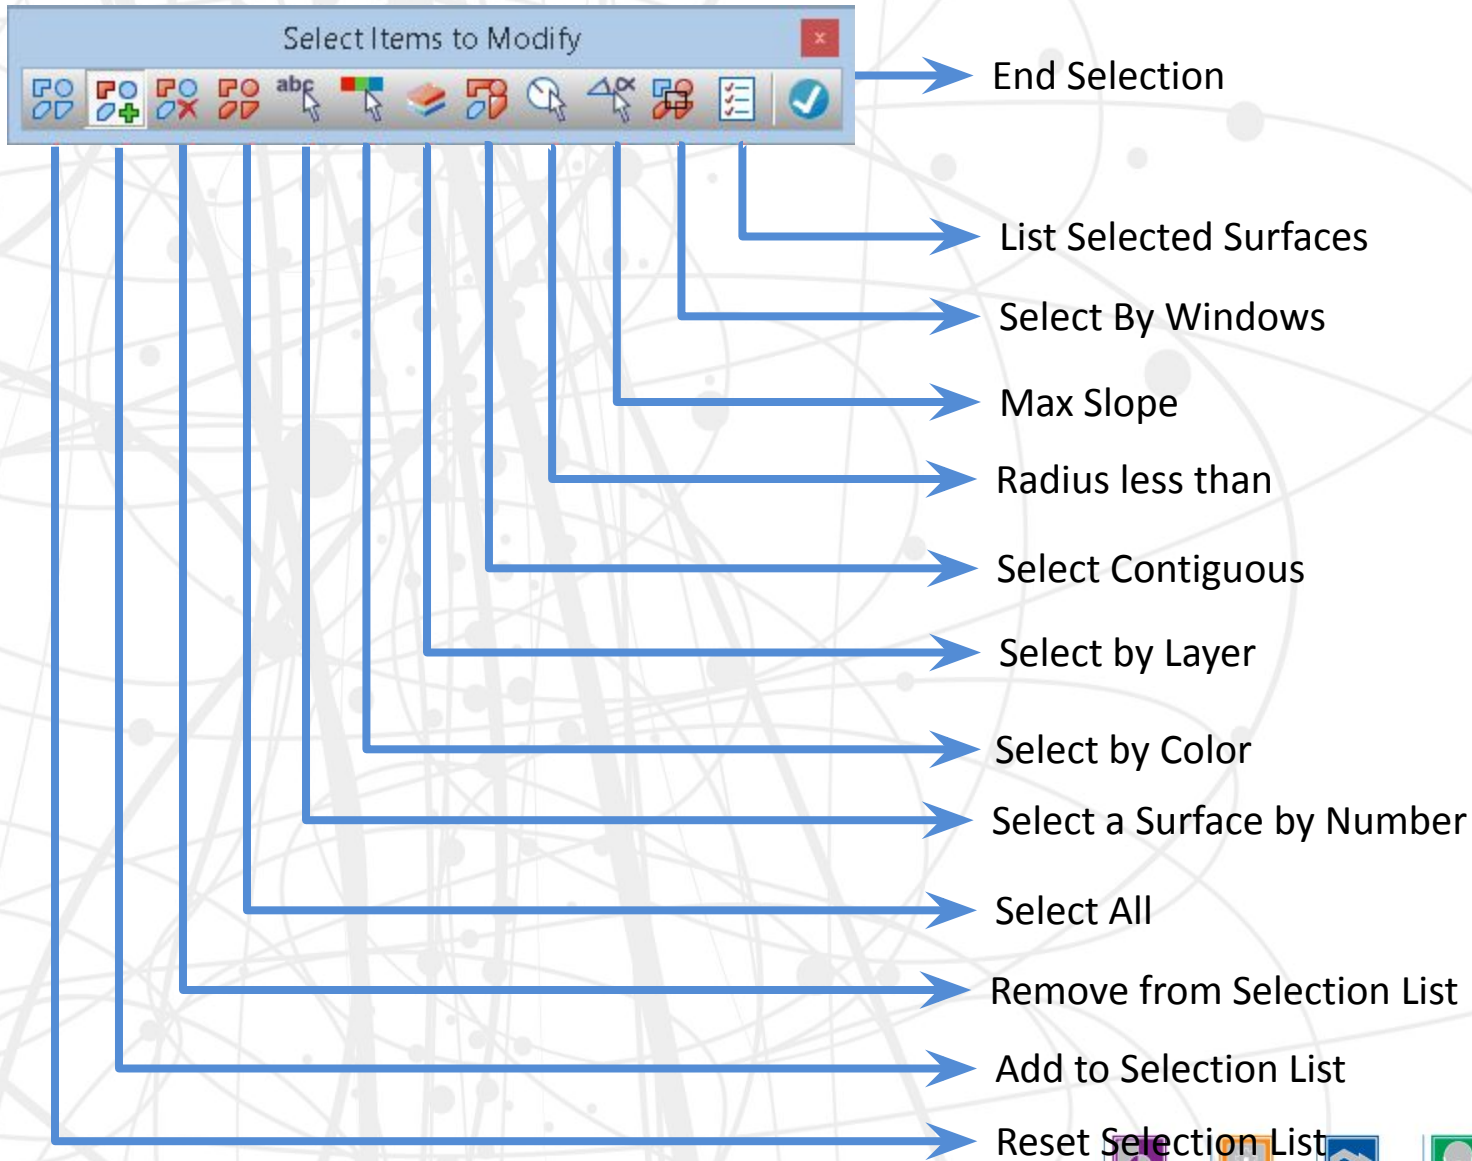 Select Items to Modify
abc
End Selection
List Selected Surfaces
Select By Windows
Max Slope
Radius less than
Select Contiguous
Select by Layer
Select by Color
Select a Surface by Number
Select All
Remove from Selection List
Add to Selection List
Reset Selection List